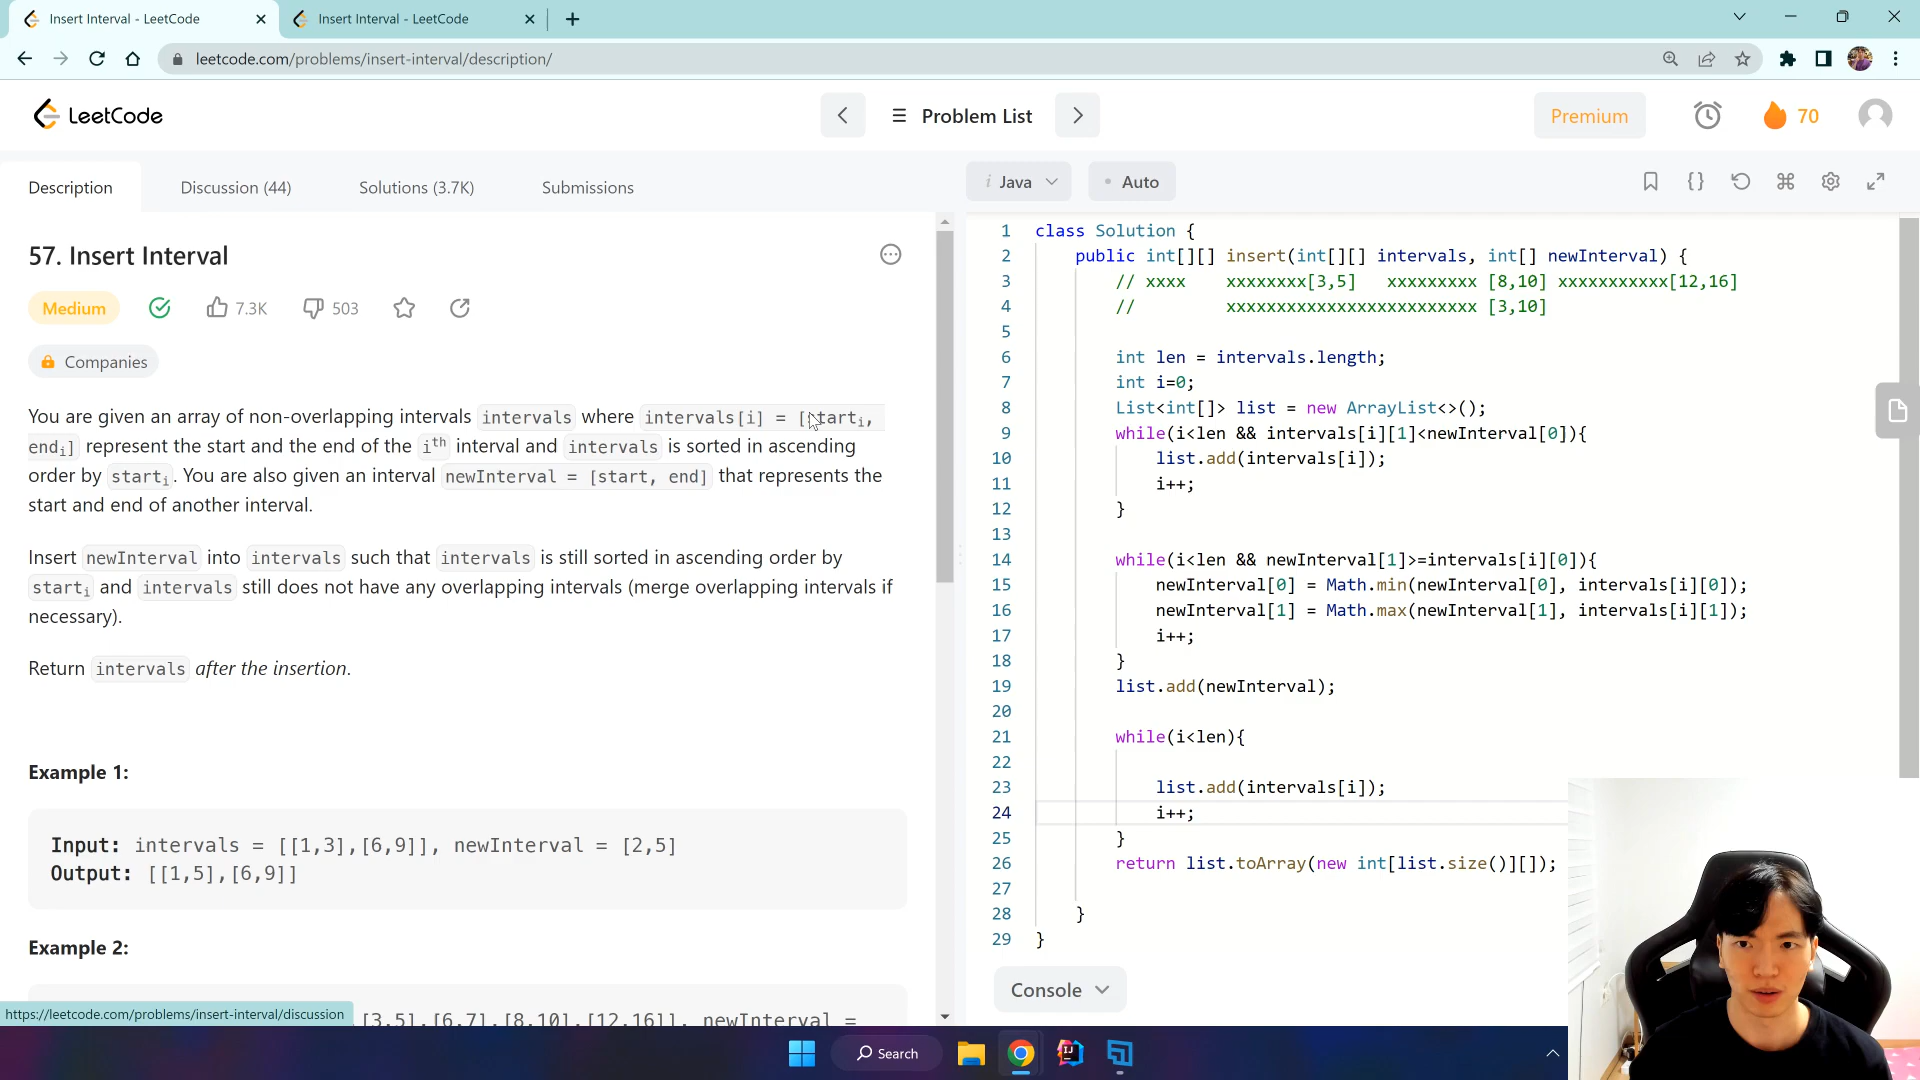 Insert Interval - LeetCode
Insert Interval - LeetCode
leetcode.com/problems/insert-interval/description/
LeetCode
Problem List
Premium
70
Description
Discussion (44)
Solutions (3.7K)
Submissions
57. Insert Interval
Medium
7.3K
503
Companies
You are given an array of non-overlapping intervals intervals where intervals[i] = [starti,
endi] represent the start and the end of the ith interval and intervals is sorted in ascending
order by starti. You are also given an interval newInterval = [start, end] that represents the
start and end of another interval.
Insert newInterval into intervals such that intervals is still sorted in ascending order by
starti and intervals still does not have any overlapping intervals (merge overlapping intervals if
necessary).
Return intervals after the insertion.
Example 1:
Input: intervals = [[1,3],[6,9]], newInterval = [2,5]
Output: [[1,5],[6,9]]
Example 2:
[3,5],[6,7],[8,10],[12,16]], newInterval =
https://leetcode.com/problems/insert-interval/discussion
i Java
Auto
1 class Solution {
2 public int[][] insert(int[][] intervals, int[] newInterval) {
3 // xxxx xxxxxxxx[3,5] xxxxxxxxx [8,10] xxxxxxxxxxx[12,16]
4 // xxxxxxxxxxxxxxxxxxxxxxxxx [3,10]
5
6 int len = intervals.length;
7 int i=0;
8 List<int[]> list = new ArrayList<>();
9 while(i<len && intervals[i][1]<newInterval[0]){
10 list.add(intervals[i]);
11 i++;
12 }
13
14 while(i<len && newInterval[1]>=intervals[i][0]){
15 newInterval[0] = Math.min(newInterval[0], intervals[i][0]);
16 newInterval[1] = Math.max(newInterval[1], intervals[i][1]);
17 i++;
18 }
19 list.add(newInterval);
20
21 while(i<len){
22
23 list.add(intervals[i]);
24 i++;
25 }
26 return list.toArray(new int[list.size()][]);
27
28 }
29 }
Console
Search